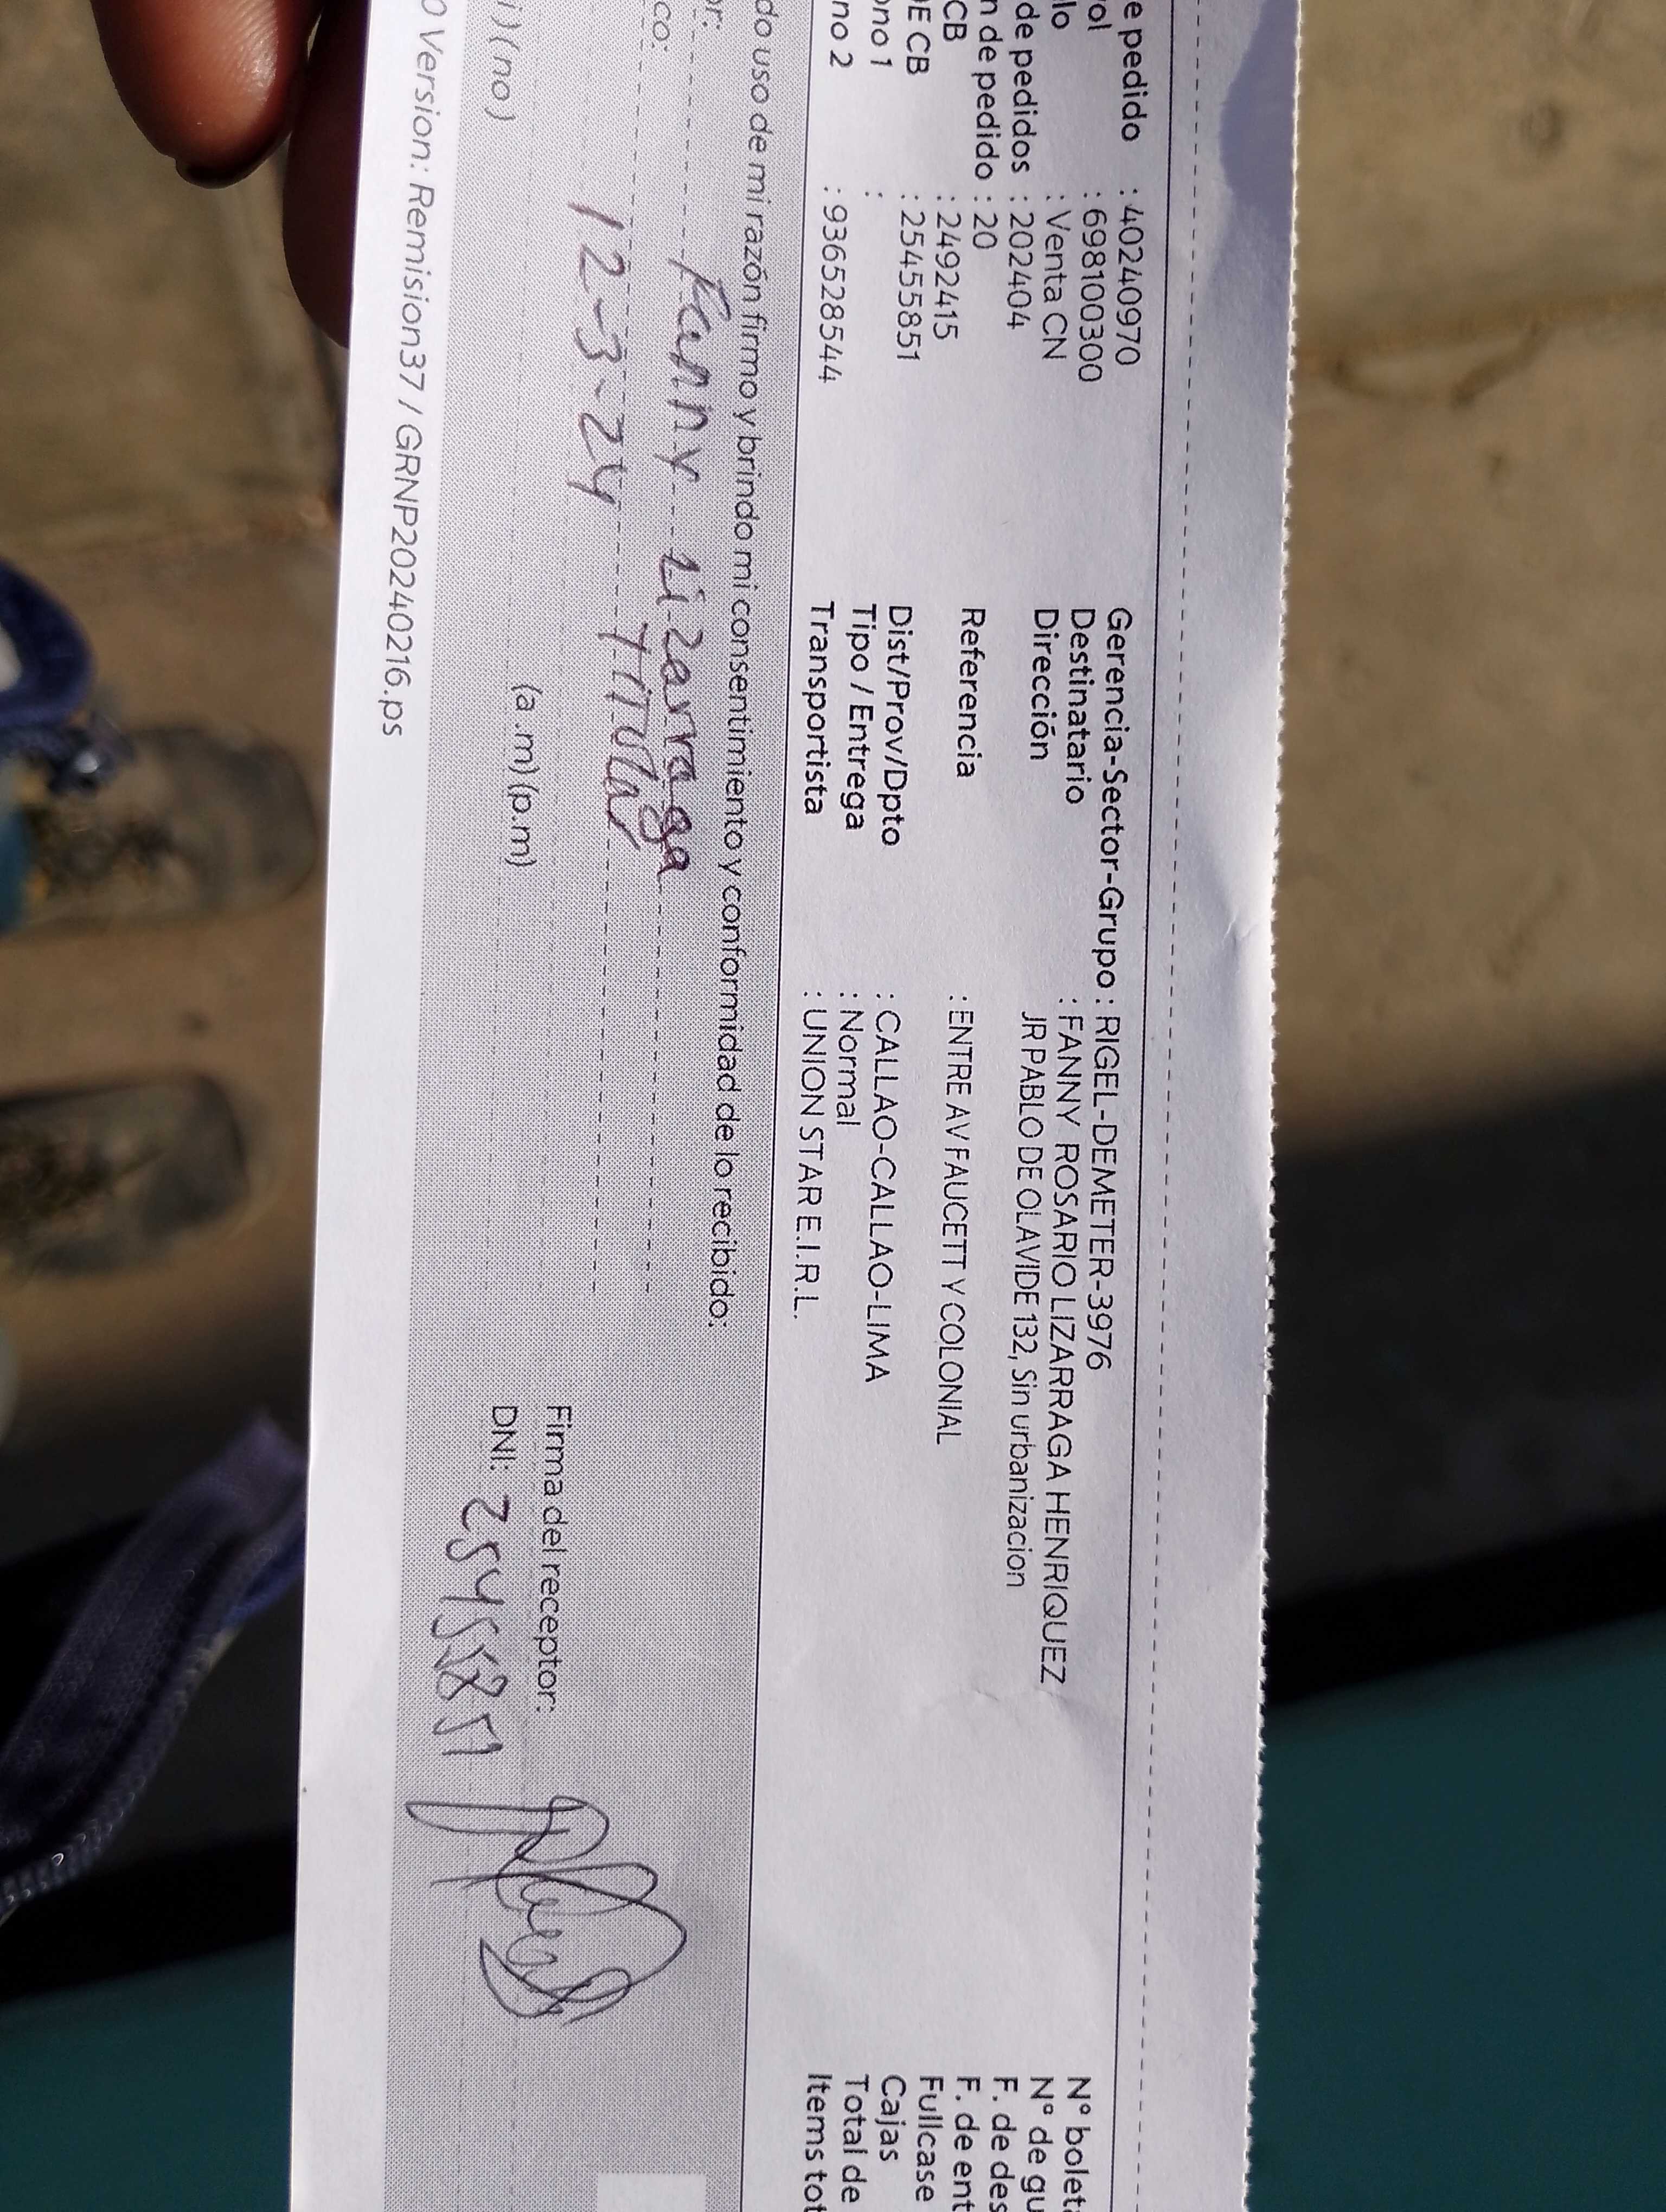 e pedido : 40240970
ol : 698100300
lo : Venta CN
de pedidos : 202404
n de pedido : 20
CB : 2492415
E CB : 25455851
ono 1 :
no 2 : 936528544
Gerencia-Sector-Grupo : RIGEL-DEMETER-3976
Destinatario : FANNY ROSARIO LIZARRAGA HENRIQUEZ
Dirección JR PABLO DE OLAVIDE 132, Sin urbanizacion
Referencia : ENTRE AV FAUCETT Y COLONIAL
Dist/Prov/Dpto : CALLAO-CALLAO-LIMA
Tipo / Entrega : Normal
Transportista : UNION STAR E.I.R.L.
N° boleta
N° de gu
F. de des
F. de ent
Fullcase
Cajas
Total de
Items tot
do uso de mi razón firmo y brindo mi consentimiento y conformidad de lo recibido:
or: Fanny Lizarraga
co: Titular
12-3-24
i) (no) (a .m) (p.m)
Firma del receptor:
DNI: 25455851
0 Version: Remision37 / GRNP20240216.ps